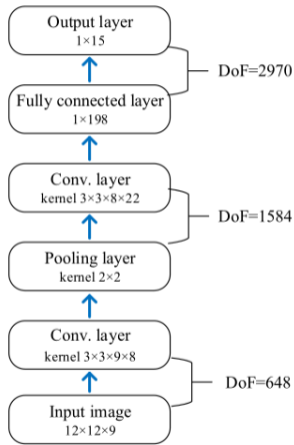 Output layer
1×15
DoF=2970
Fully connected layer
1×198
Conv. layer
kernel 3×3×8×22
DoF=1584
Pooling layer
kernel 2×2
Conv. layer
kernel 3×3×9×8
DoF=648
Input image
12×12×9